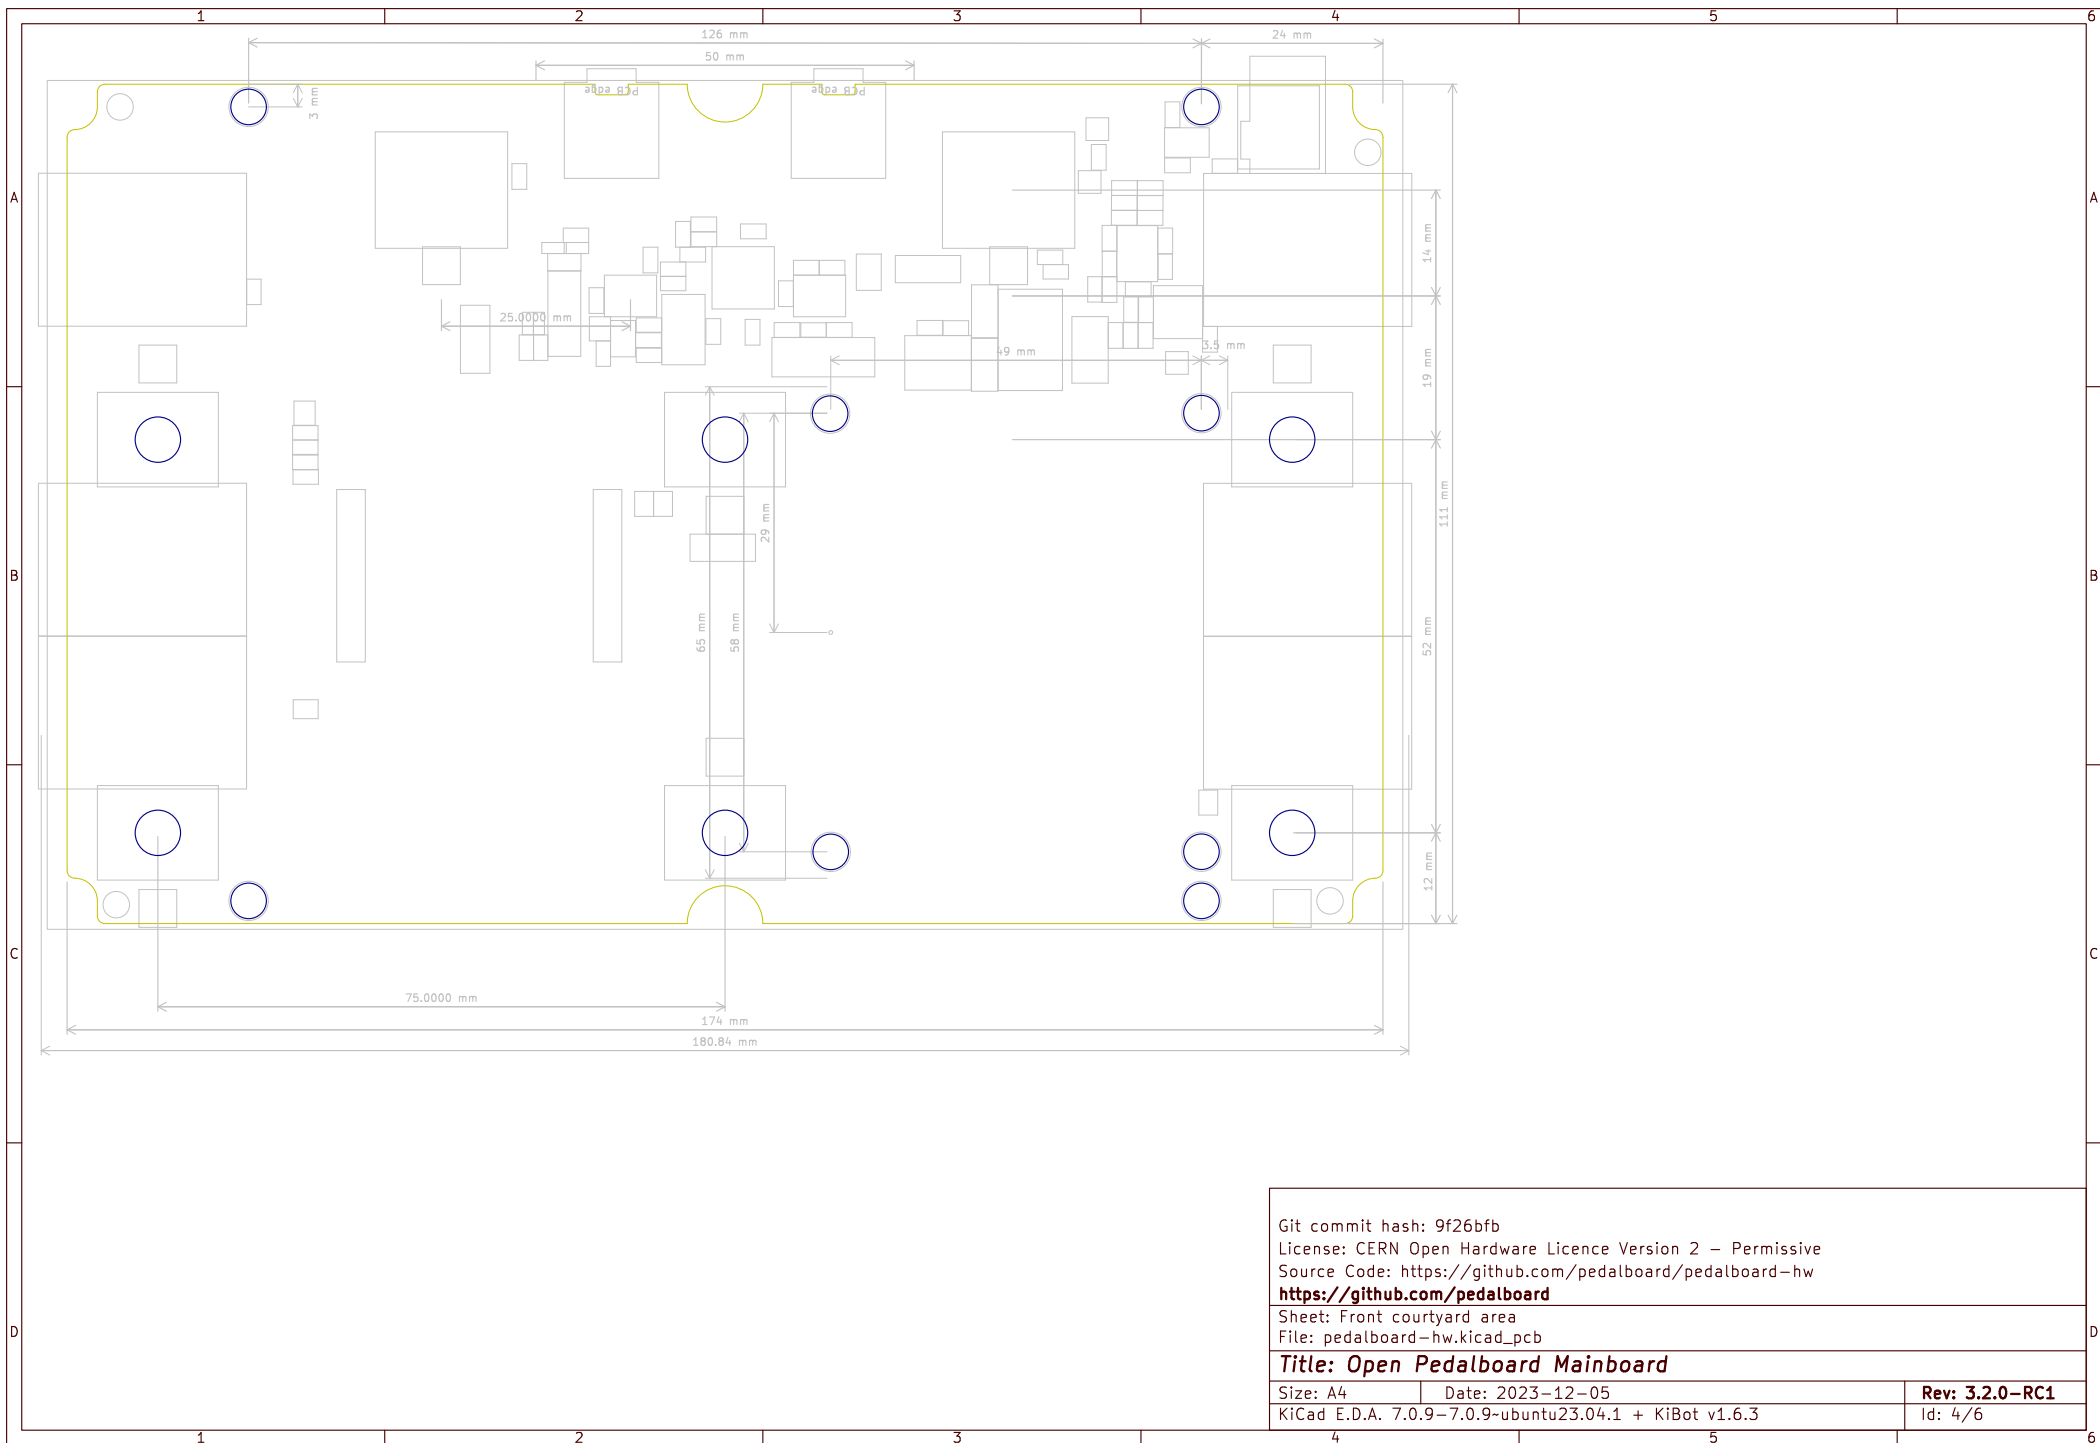 1 2 3 4 5 6
126 mm
24 mm
50 mm
3 mm
PCB edge
PCB edge
A
A
14 mm
25.0000 mm
49 mm
3.5 mm
19 mm
111 mm
29 mm
B
B
65 mm
58 mm
52 mm
12 mm
C
C
75.0000 mm
174 mm
180.84 mm
Git commit hash: 9f26bfb
License: CERN Open Hardware Licence Version 2 - Permissive
Source Code: https://github.com/pedalboard/pedalboard-hw
https://github.com/pedalboard
Sheet: Front courtyard area
D
D
File: pedalboard-hw.kicad_pcb
Title: Open Pedalboard Mainboard
Size: A4
Date: 2023-12-05
Rev: 3.2.0-RC1
KiCad E.D.A. 7.0.9-7.0.9~ubuntu23.04.1 + KiBot v1.6.3
Id: 4/6
1 2 3 4 5 6